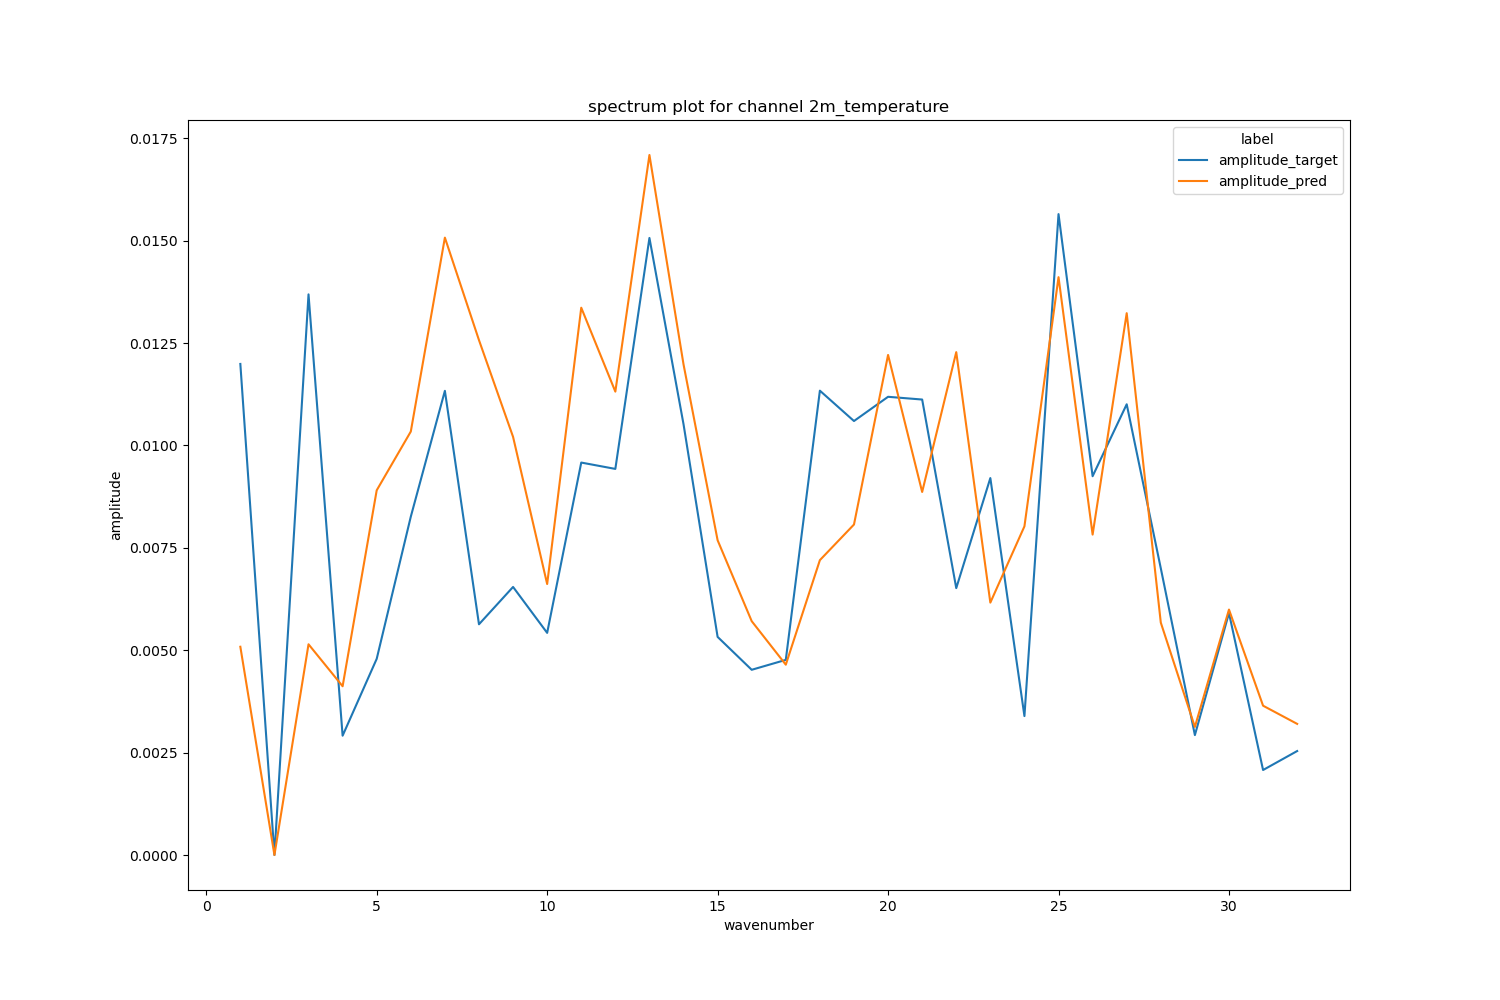 spectrum plot for channel 2m_temperature
label
amplitude_target
amplitude_pred
amplitude
0.0175
0.0150
0.0125
0.0100
0.0075
0.0050
0.0025
0.0000
0 5 10 15 20 25 30
wavenumber